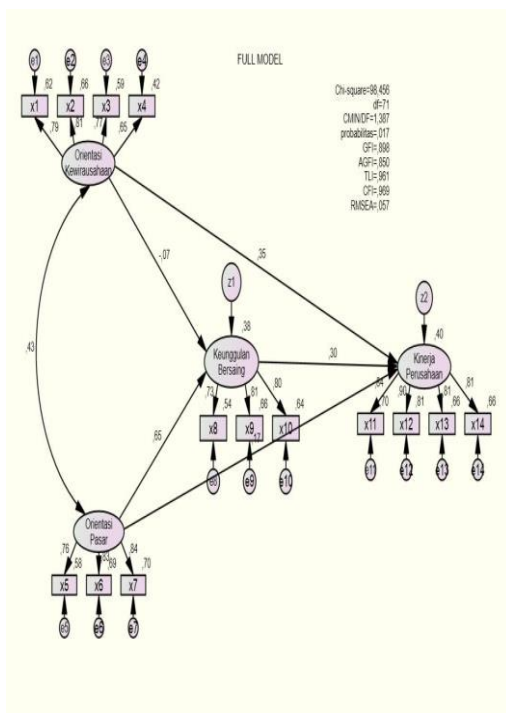 FULL MODEL
Chi-square=98,456
df=71
CMIN/DF=1,387
probabilitas=,017
GFI=,898
AGFI=,850
TLI=,961
CFI=,969
RMSEA=,057
e1 e2 e3 e4
,62 ,66 ,59 ,42
x1 x2 x3 x4
,79 ,81 ,77 ,65
Orientasi
Kewirausahaan
-,07
,35
z1
z2
,43
,38
,40
Keunggulan
Bersaing
,30
Kinerja
Perusahaan
,73 ,81 ,80
,54 ,66 ,64
x8 x9 x10
,17
e8 e9 e10
,84 ,90 ,81 ,81
,70 ,81 ,66 ,66
x11 x12 x13 x14
e11 e12 e13 e14
,65
Orientasi
Pasar
,76 ,83 ,84
,58 ,69 ,70
x5 x6 x7
e5 e6 e7